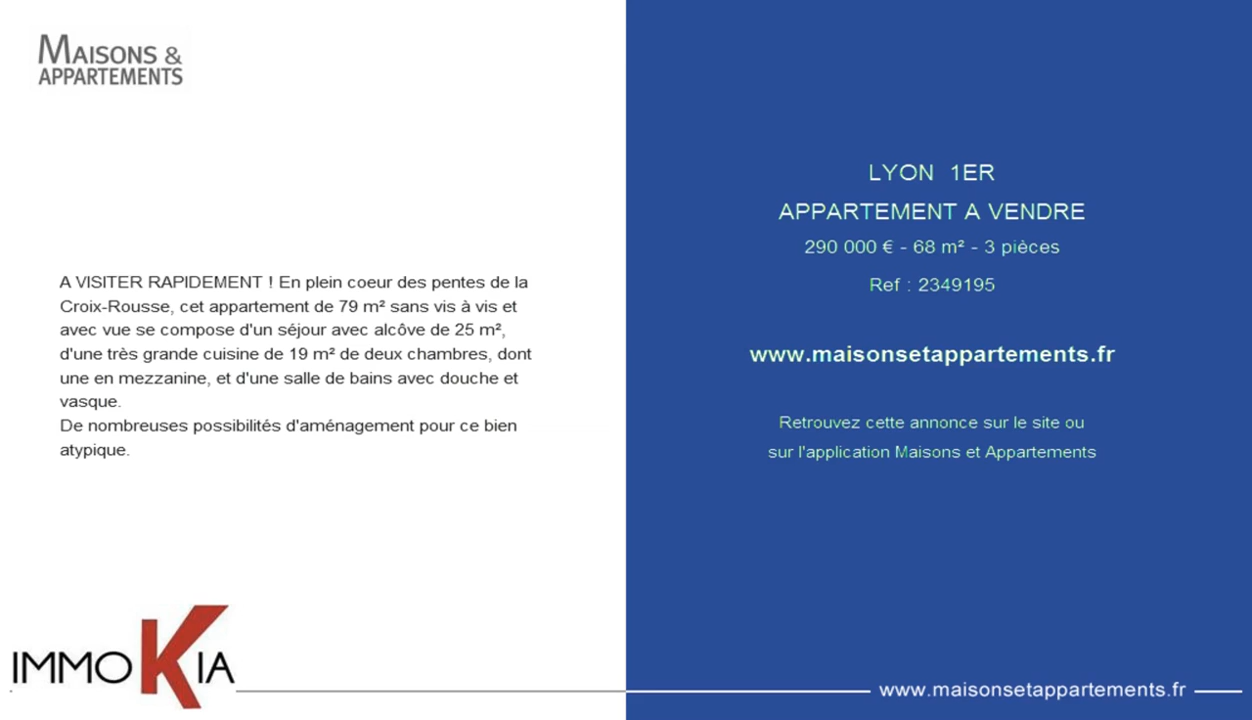 MAISONS &
APPARTEMENTS
A VISITER RAPIDEMENT ! En plein coeur des pentes de la
Croix-Rousse, cet appartement de 79 m² sans vis à vis et
avec vue se compose d'un séjour avec alcôve de 25 m²,
d'une très grande cuisine de 19 m² de deux chambres, dont
une en mezzanine, et d'une salle de bains avec douche et
vasque.
De nombreuses possibilités d'aménagement pour ce bien
atypique.
IMMOKIA
LYON 1ER
APPARTEMENT A VENDRE
290 000 € - 68 m² - 3 pièces
Ref : 2349195
www.maisonsetappartements.fr
Retrouvez cette annonce sur le site ou
sur l'application Maisons et Appartements
www.maisonsetappartements.fr